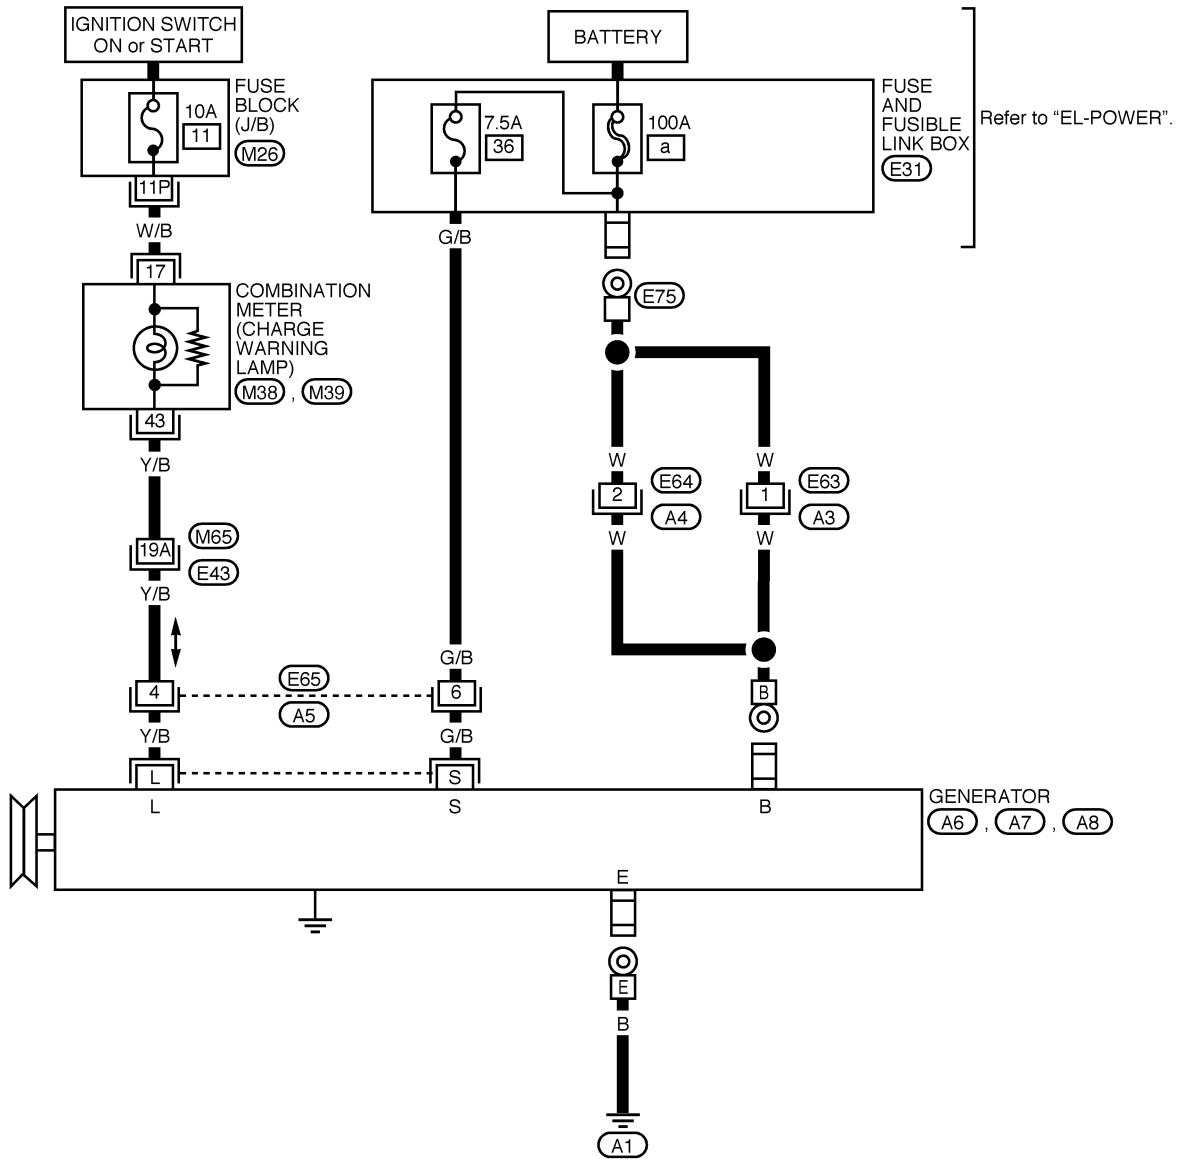 IGNITION SWITCH
ON or START
BATTERY
FUSE
BLOCK
(J/B)
M26
10A
11
11P
W/B
17
7.5A
36
100A
a
FUSE
AND
FUSIBLE
LINK BOX
E31
Refer to “EL-POWER”.
G/B
E75
COMBINATION
METER
(CHARGE
WARNING
LAMP)
M38 , M39
43
Y/B
W
W
2
E64
A4
1
E63
A3
W
W
19A
M65
E43
Y/B
G/B
4
E65
A5
6
B
Y/B
G/B
L
S
L
S
B
GENERATOR
A6 , A7 , A8
E
E
B
A1